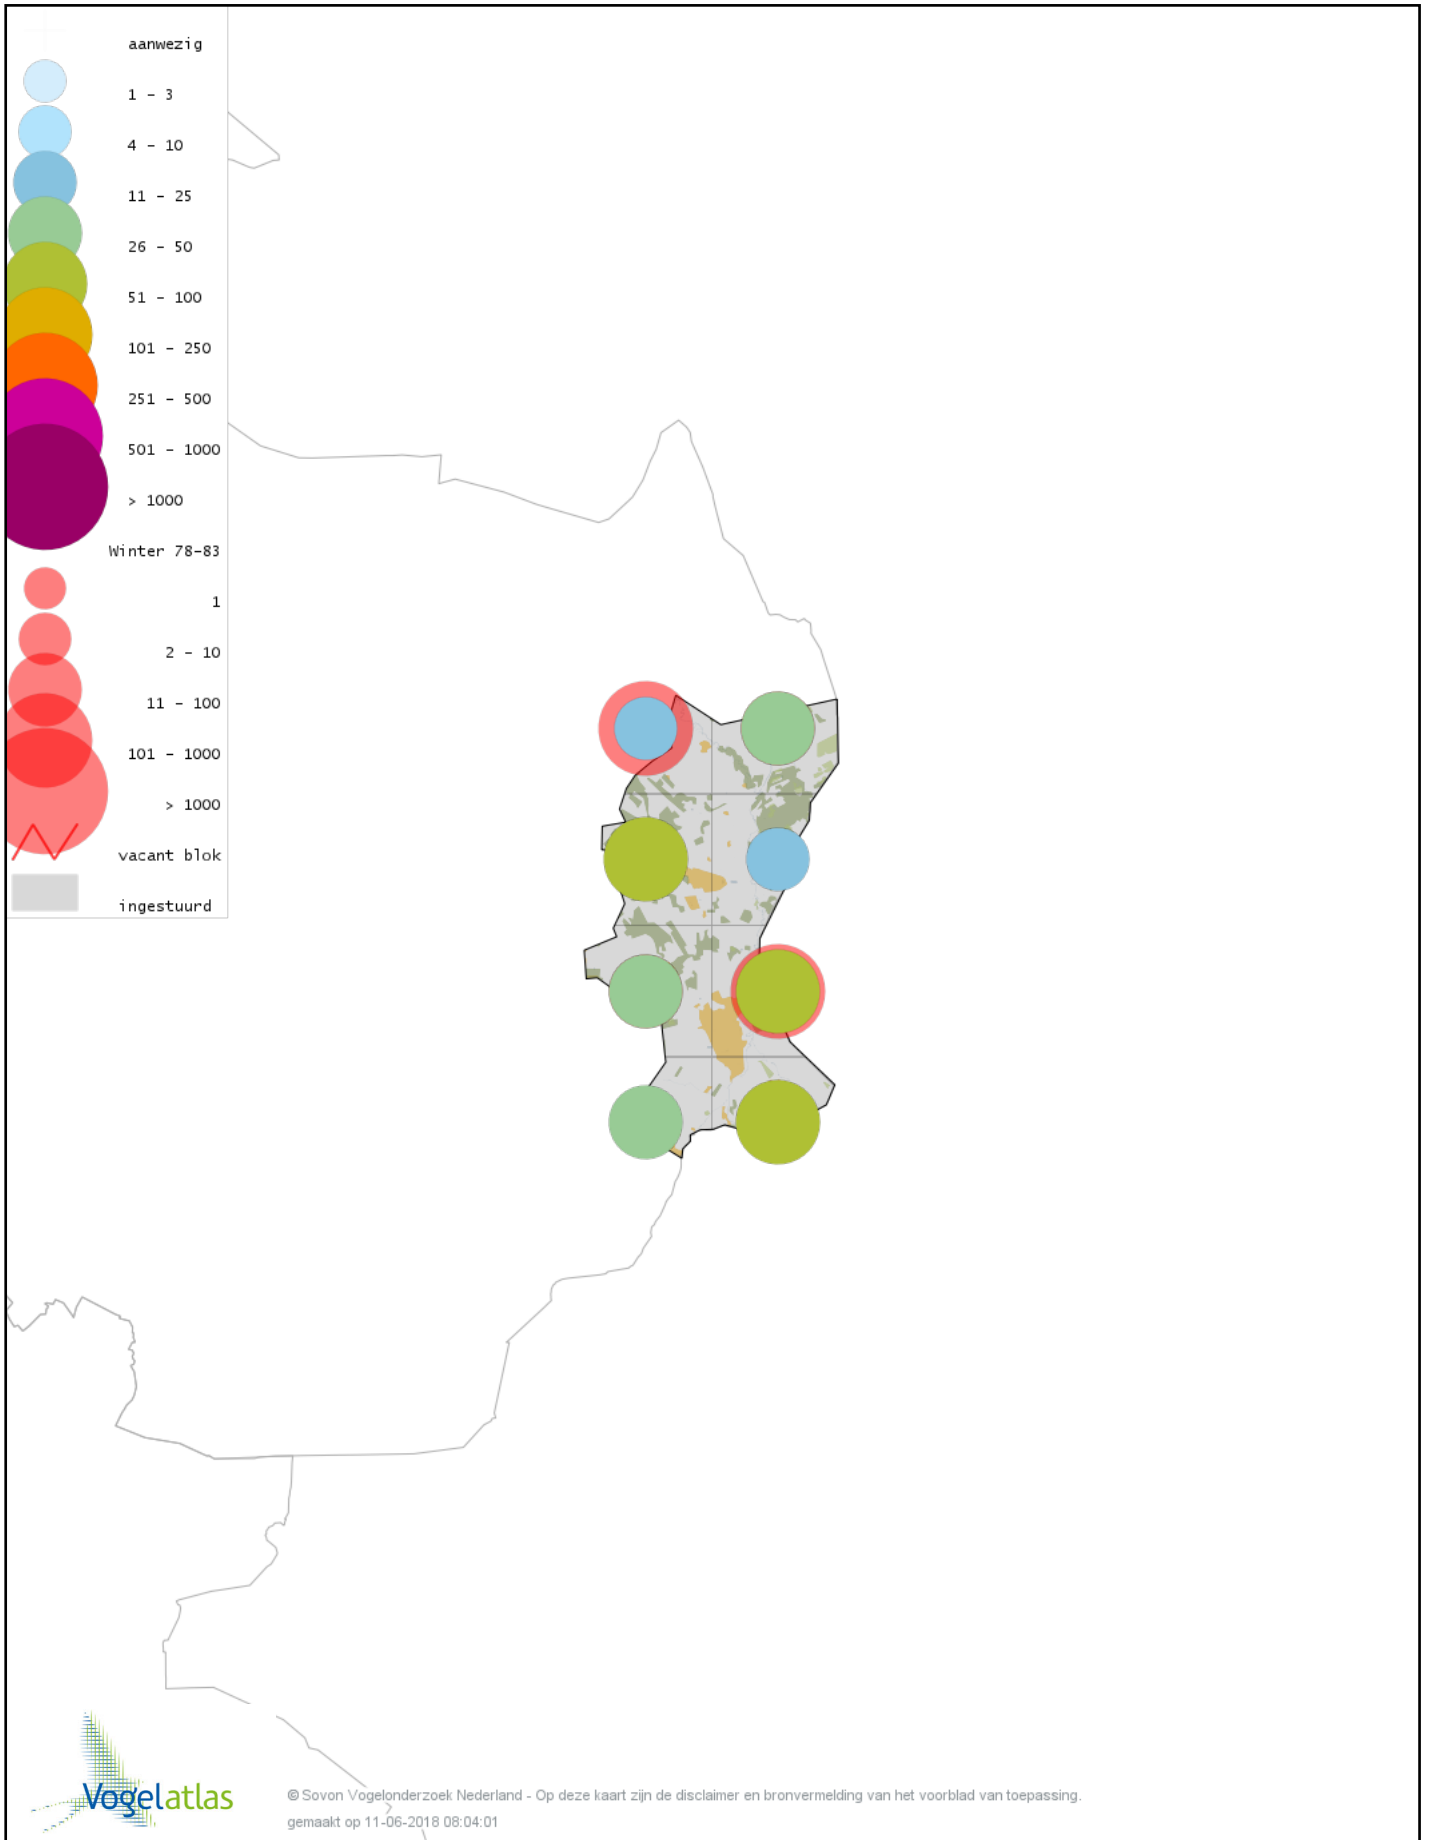 aanwezig
1 - 3
4 - 10
11 - 25
26 - 50
51 - 100
101 - 250
251 - 500
501 - 1000
> 1000
Winter 78-83
1
2 - 10
11 - 100
101 - 1000
> 1000
vacant blok
ingestuurd
Vogelatlas
© Sovon Vogelonderzoek Nederland - Op deze kaart zijn de disclaimer en bronvermelding van het voorblad van toepassing.
gemaakt op 11-06-2018 08:04:01